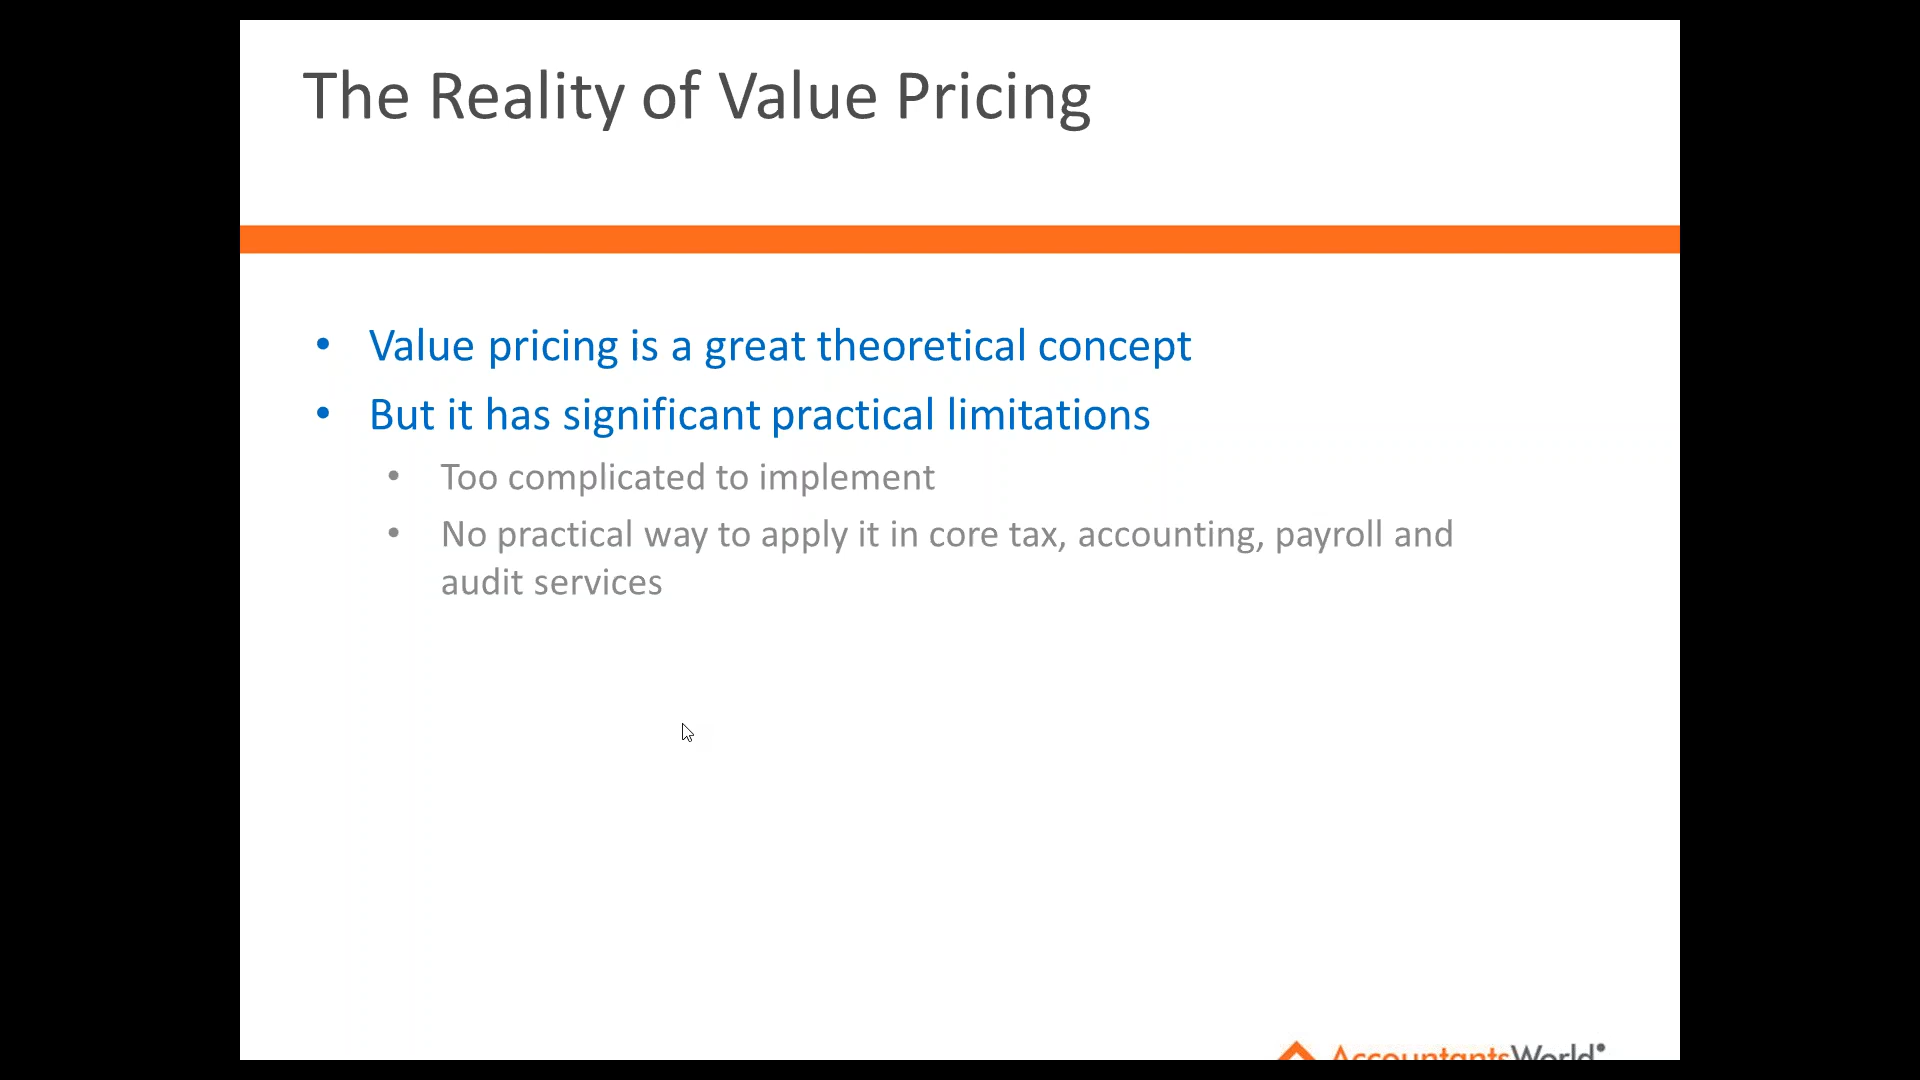 The Reality of Value Pricing
• Value pricing is a great theoretical concept
• But it has significant practical limitations
• Too complicated to implement
• No practical way to apply it in core tax, accounting, payroll and
audit services
AccountantsWorld